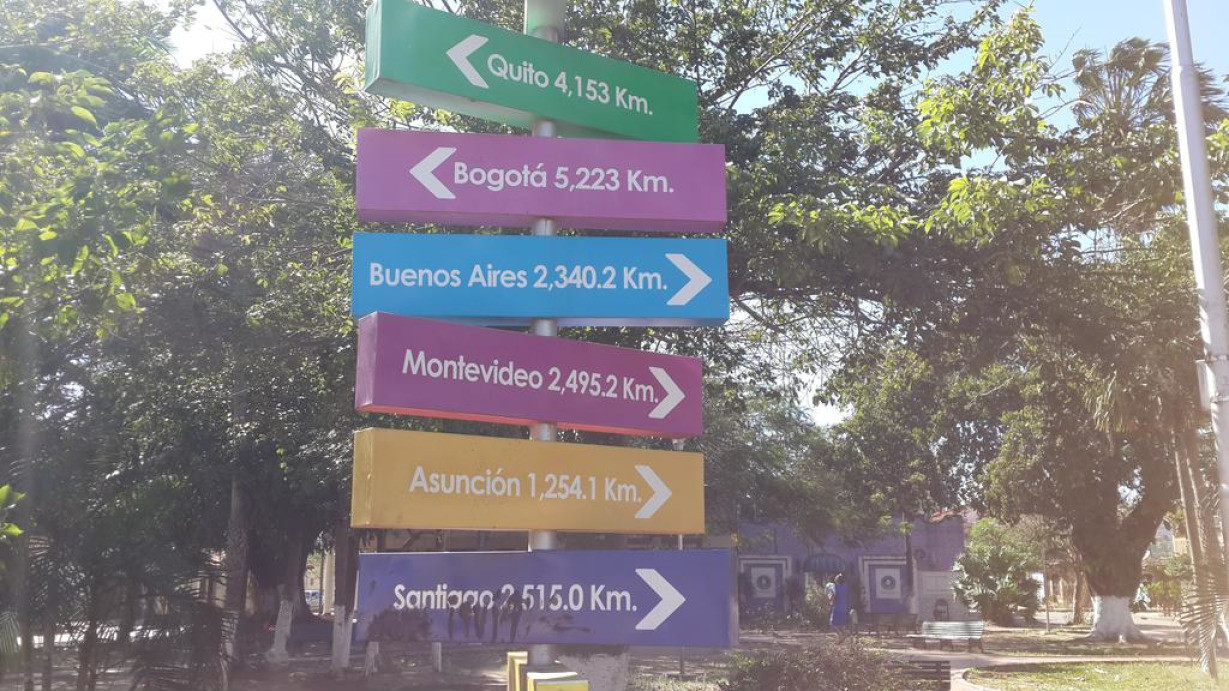 Quito 4,153 Km.
Bogotá 5,223 Km.
Buenos Aires 2,340.2 Km.
Montevideo 2,495.2 Km.
Asunción 1,254.1 Km.
Santiago 2,515.0 Km.